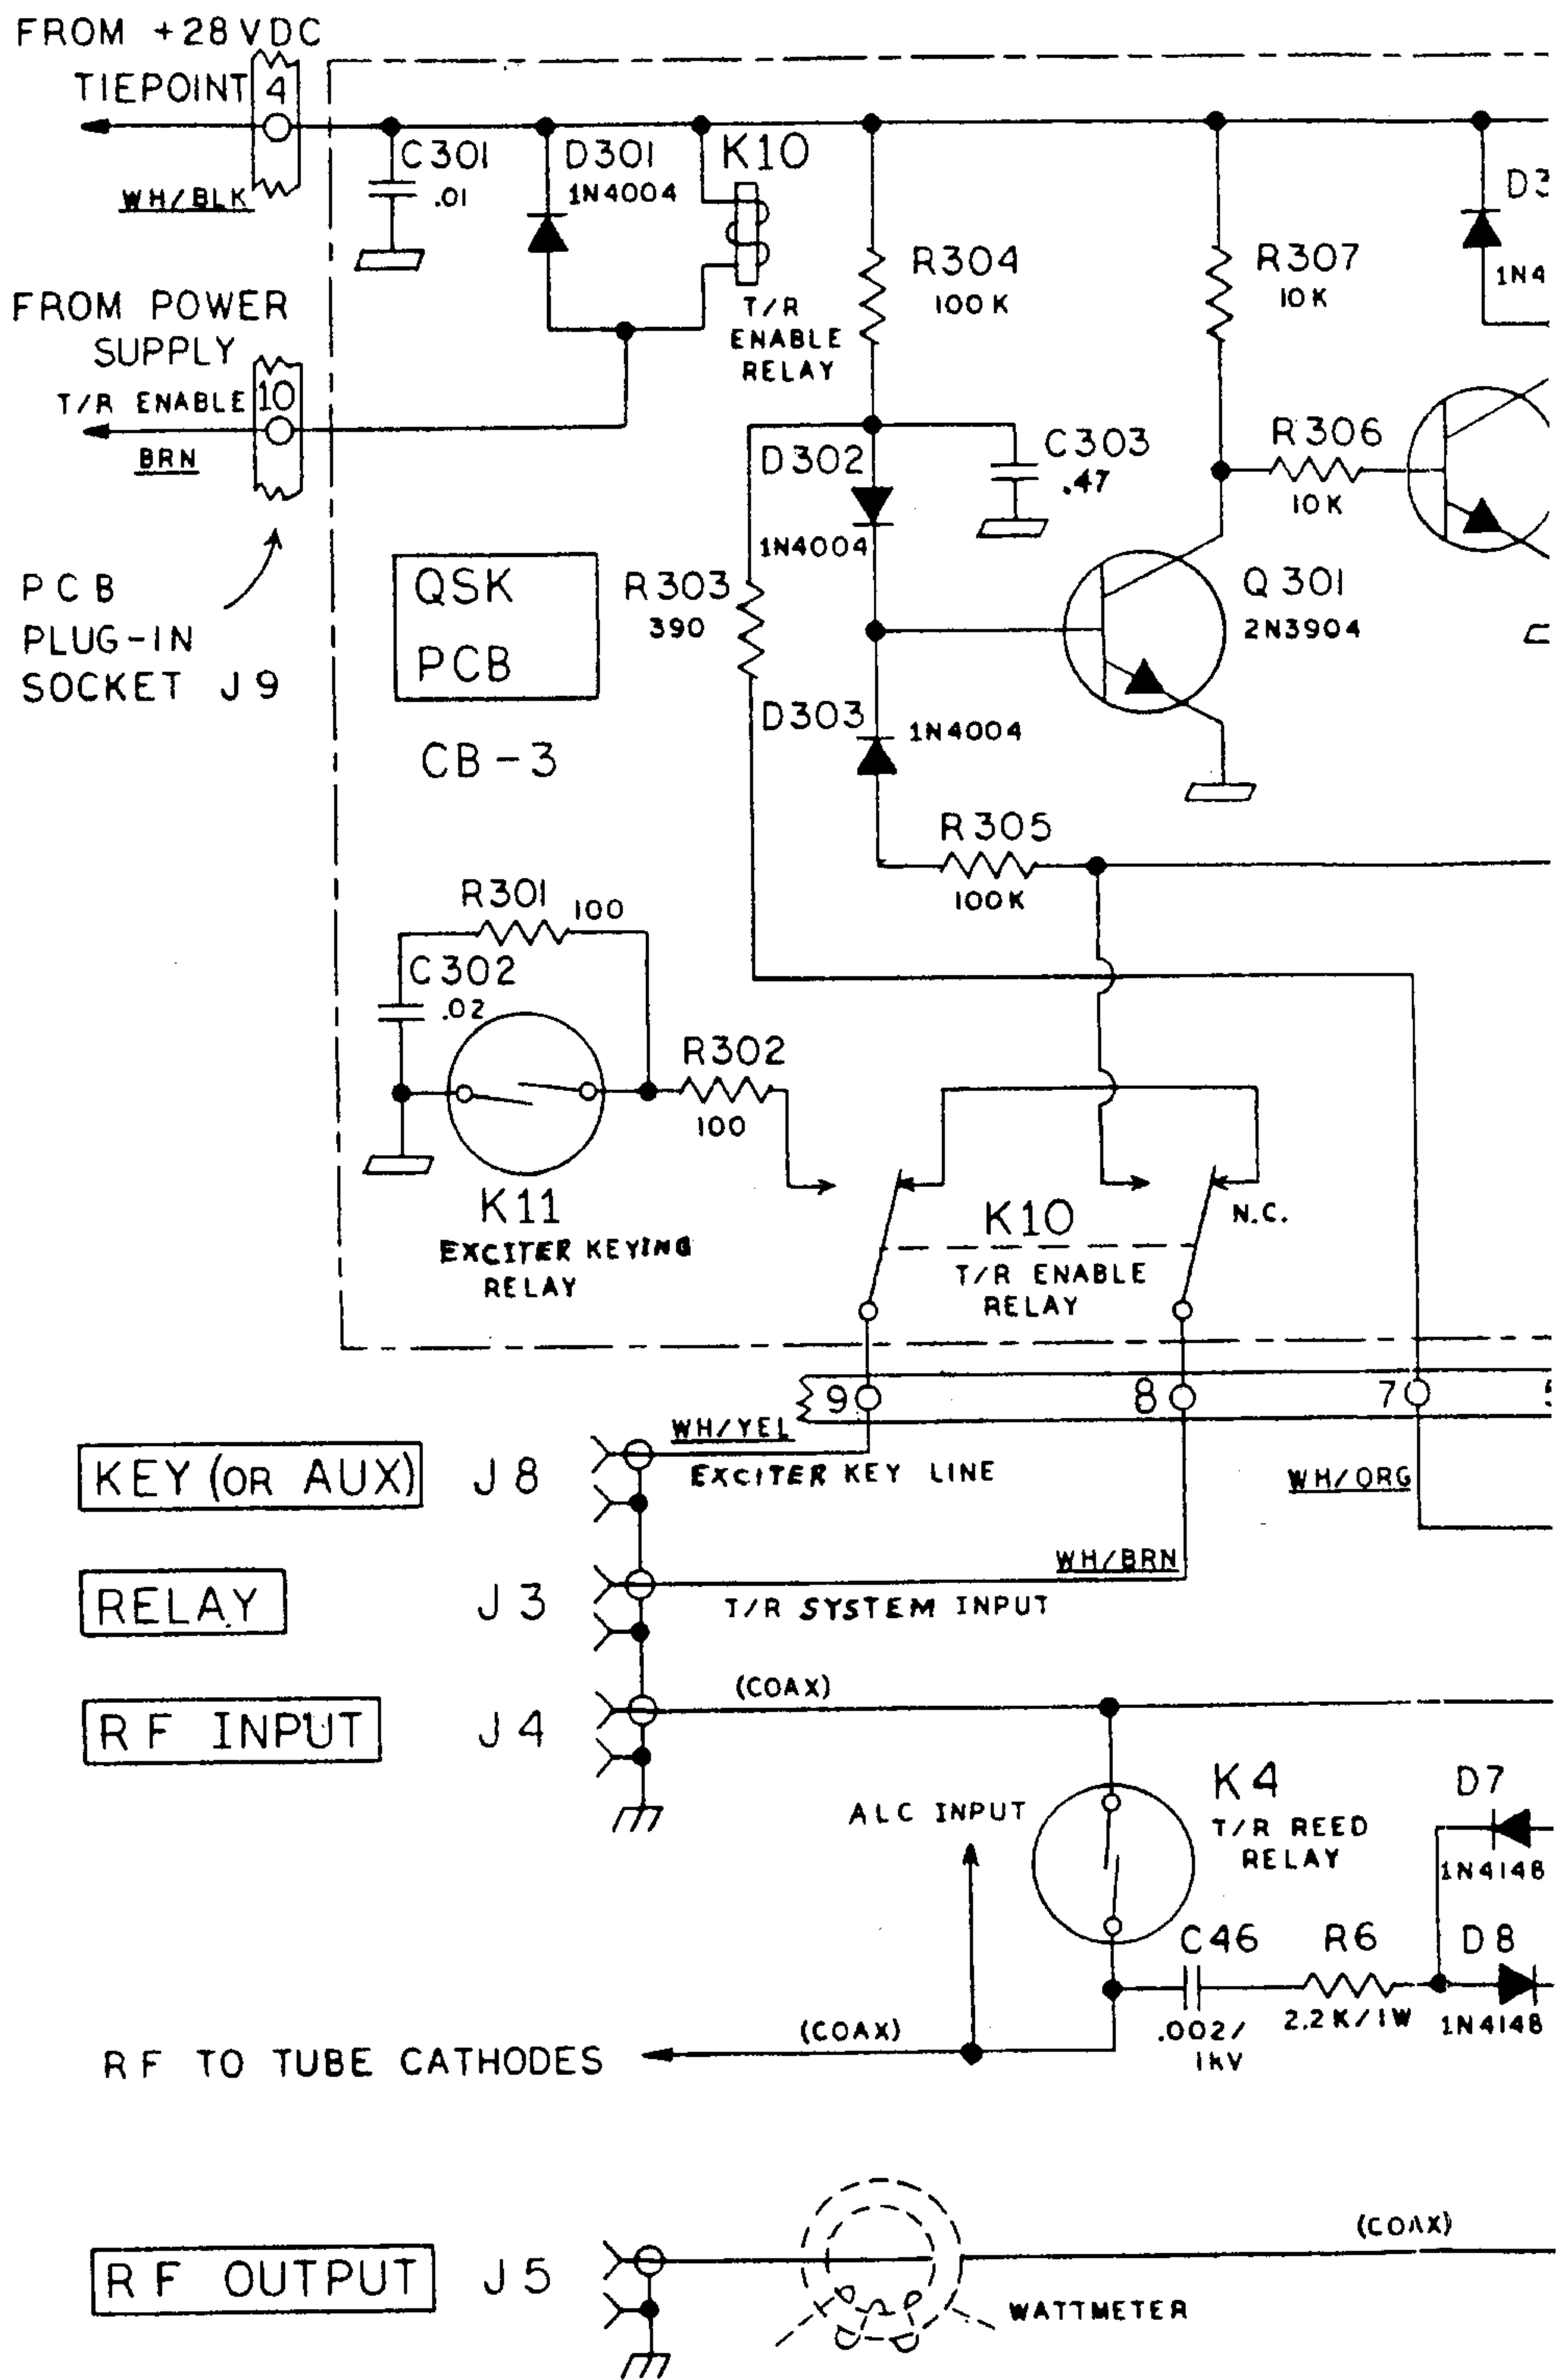 FROM +28VDC
TIEPOINT 4
WH/BLK
C301
.01
D301
1N4004
K10
T/R
ENABLE
RELAY
R304
100K
R307
10K
1N4
FROM POWER
SUPPLY
T/R ENABLE 10
BRN
D302
1N4004
C303
.47
R306
10K
PCB
PLUG-IN
SOCKET J9
QSK
PCB
CB-3
R303
390
Q301
2N3904
D303
1N4004
R305
100K
R301 100
C302
.02
R302
100
K11
EXCITER KEYING
RELAY
K10
T/R ENABLE
RELAY
N.C.
9
8
7
WH/YEL
KEY (OR AUX) J8
EXCITER KEY LINE
WH/ORG
WH/BRN
RELAY J3
T/R SYSTEM INPUT
(COAX)
RF INPUT J4
ALC INPUT
K4
T/R REED
RELAY
D7
1N4148
C46
.002/
1KV
R6
2.2K/1W
D8
1N4148
(COAX)
RF TO TUBE CATHODES
(COAX)
RF OUTPUT J5
WATTMETER